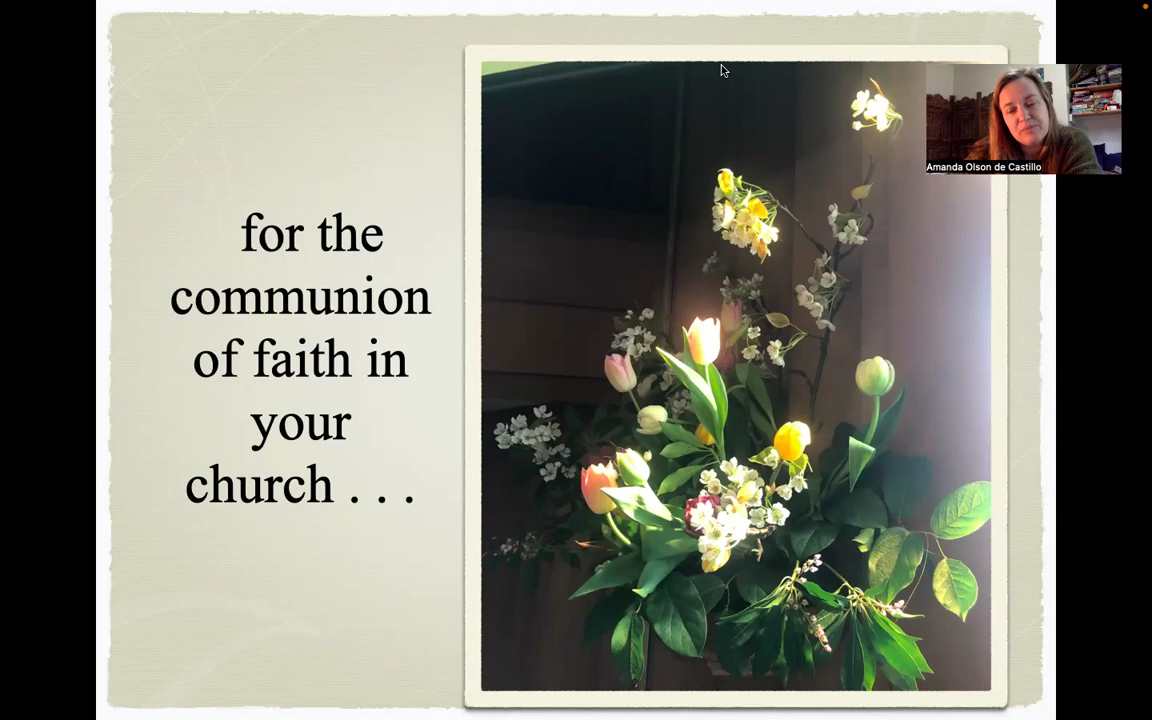 for the
communion
of faith in
your
church . . .
Amanda Olson de Castillo